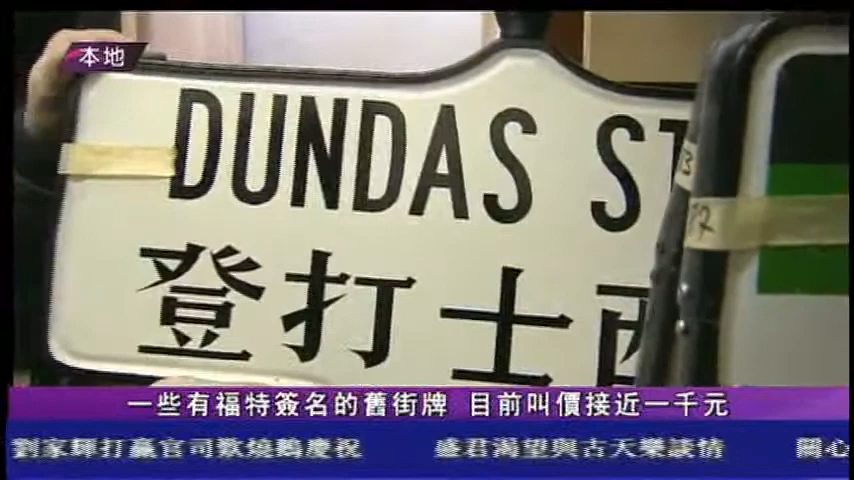 本地
DUNDAS ST
登打士西
一些有福特簽名的舊街牌 目前叫價接近一千元
劉家輝打贏官司歎燒鵝慶祝 盛君渴望與古天樂談情 開心